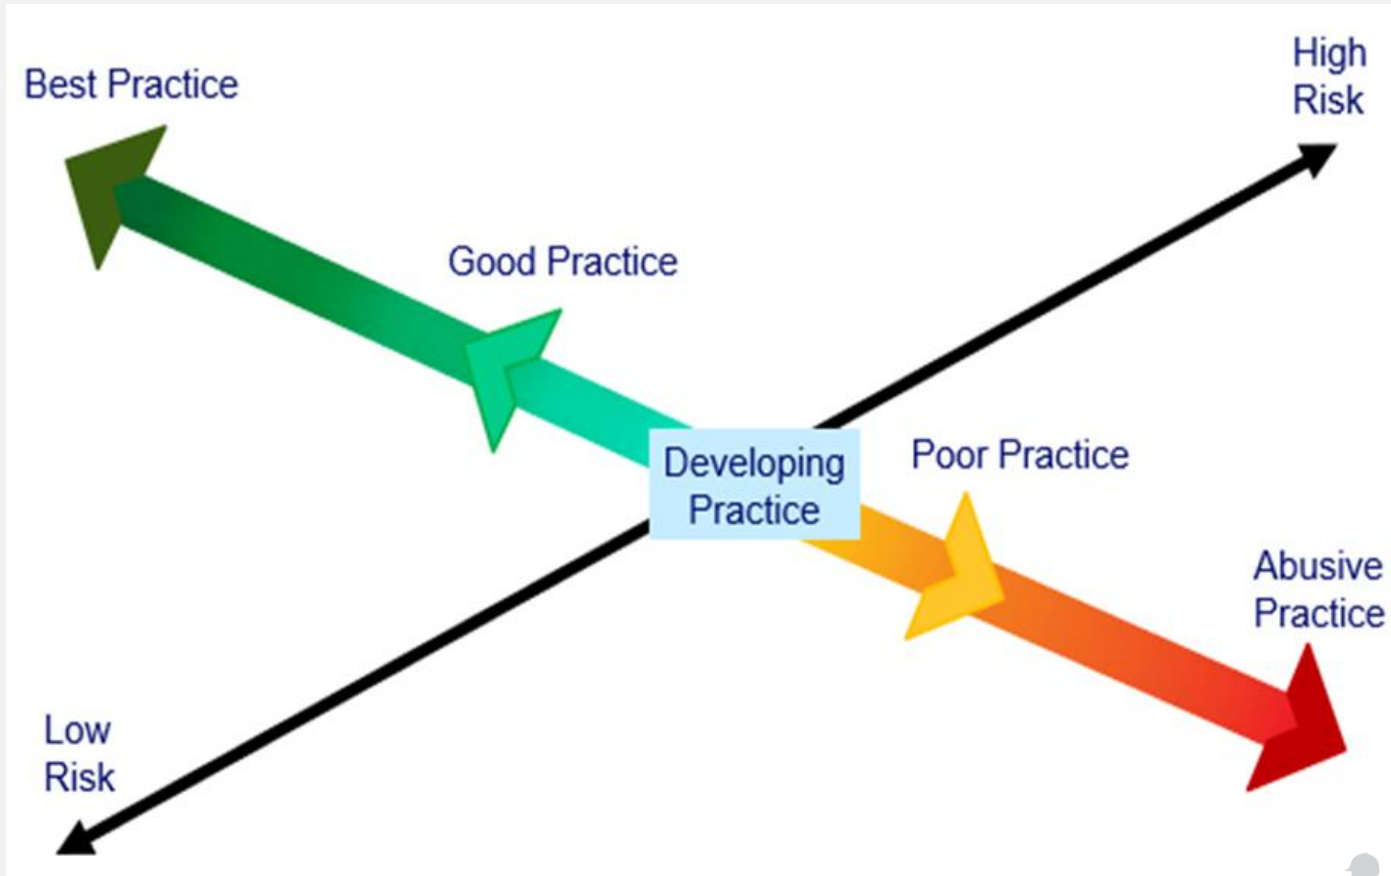 Best Practice
High
Risk
Good Practice
Developing
Practice
Poor Practice
Abusive
Practice
Low
Risk